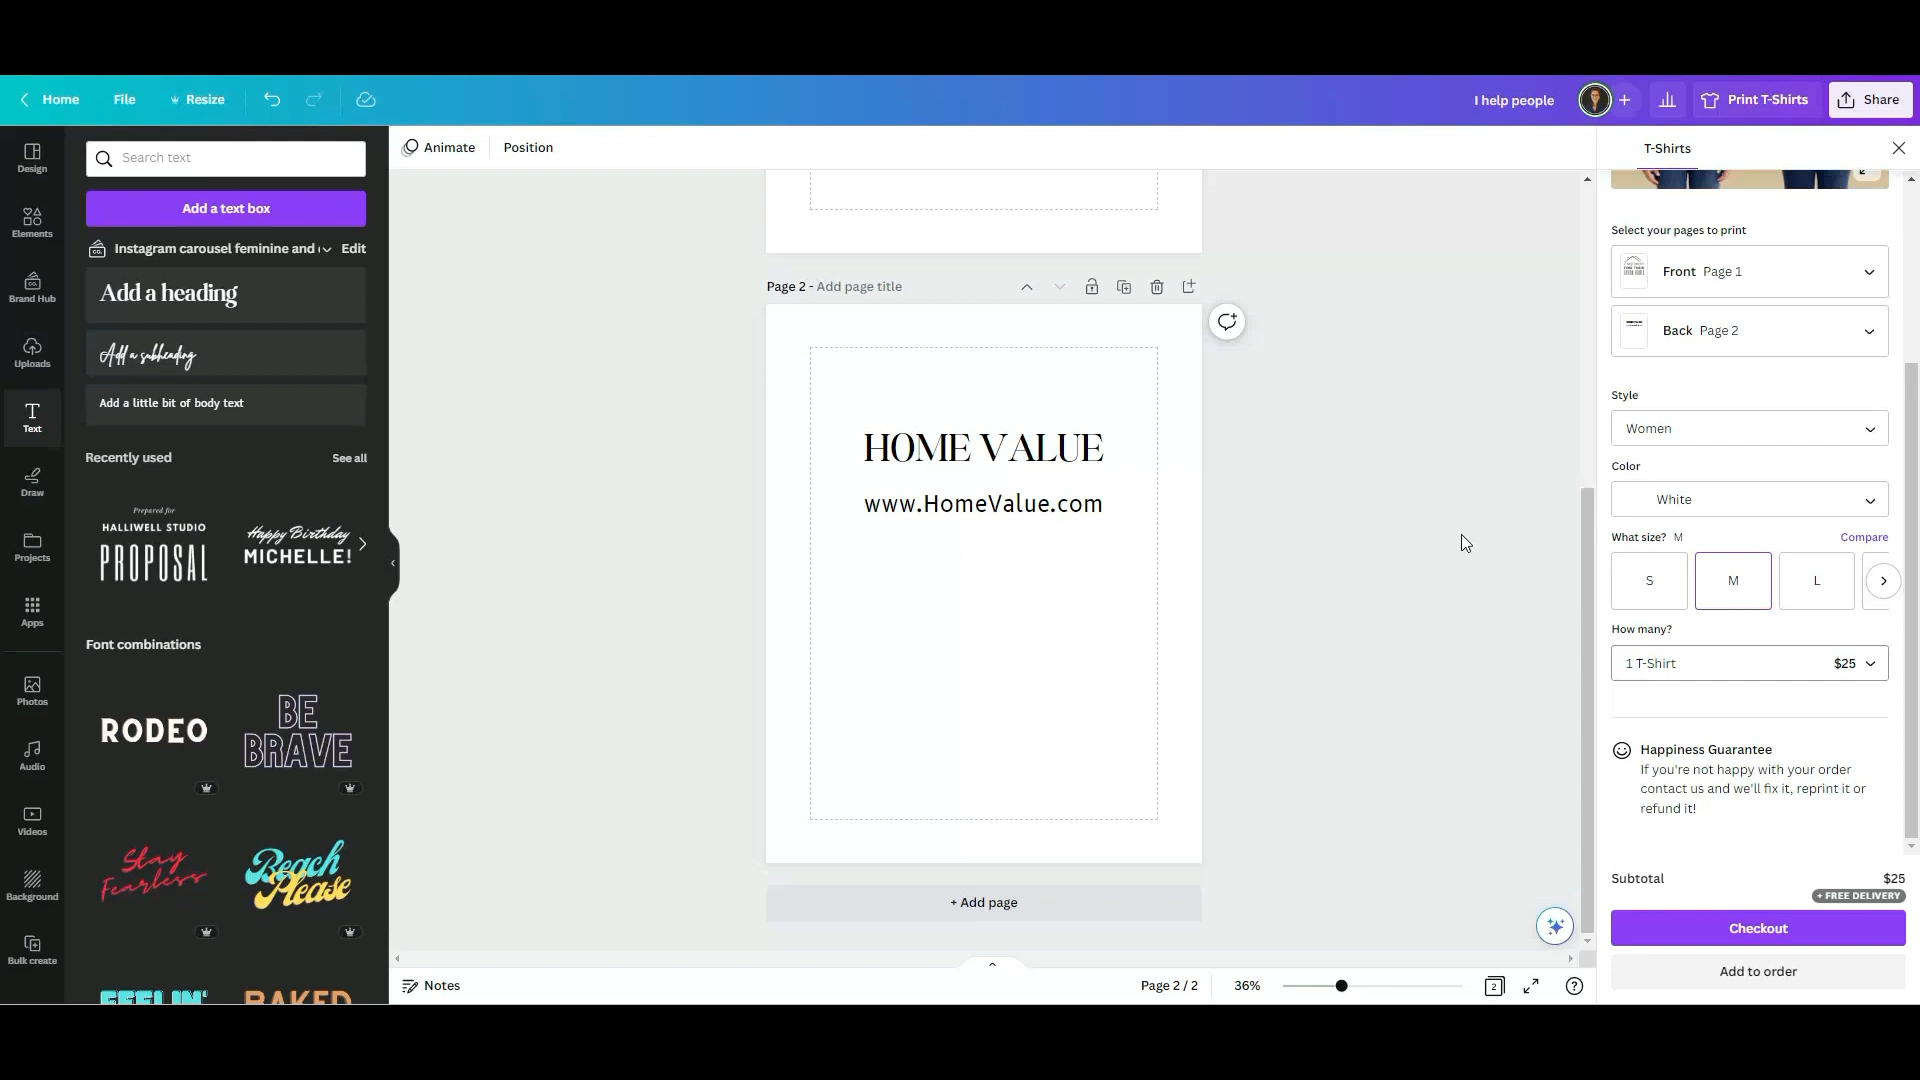 Home
File
Resize
I help people
Print T-Shirts
Share
Design
Elements
Brand Hub
Uploads
Text
Draw
Projects
Apps
Photos
Audio
Videos
Background
Bulk create
Search text
Add a text box
Instagram carousel feminine and
Edit
Add a heading
Add a subheading
Add a little bit of body text
Recently used
See all
Prepared for
HALLIWELL STUDIO
PROPOSAL
Happy Birthday
MICHELLE!
Font combinations
RODEO
BE
BRAVE
Stay
Fearless
Beach
Please
FEELIN'
BAKED
Animate
Position
Page 2 - Add page title
HOME VALUE
www.HomeValue.com
+ Add page
Notes
Page 2 / 2
36%
2
T-Shirts
Select your pages to print
Front Page 1
Back Page 2
Style
Women
Color
White
What size? M
Compare
S
M
L
How many?
1 T-Shirt
$25
Happiness Guarantee
If you're not happy with your order
contact us and we'll fix it, reprint it or
refund it!
Subtotal
$25
+ FREE DELIVERY
Checkout
Add to order